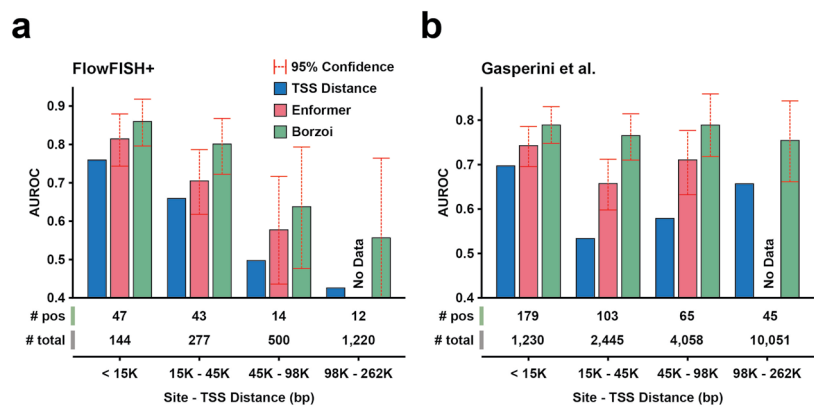 a
FlowFISH+
95% Confidence
TSS Distance
Enformer
Borzoi
AUROC
0.9
0.8
0.7
0.6
0.5
0.4
No Data
# pos 47 43 14 12
# total 144 277 500 1,220
< 15K 15K - 45K 45K - 98K 98K - 262K
Site - TSS Distance (bp)
b
Gasperini et al.
AUROC
0.8
0.7
0.6
0.5
0.4
No Data
# pos 179 103 65 45
# total 1,230 2,445 4,058 10,051
< 15K 15K - 45K 45K - 98K 98K - 262K
Site - TSS Distance (bp)